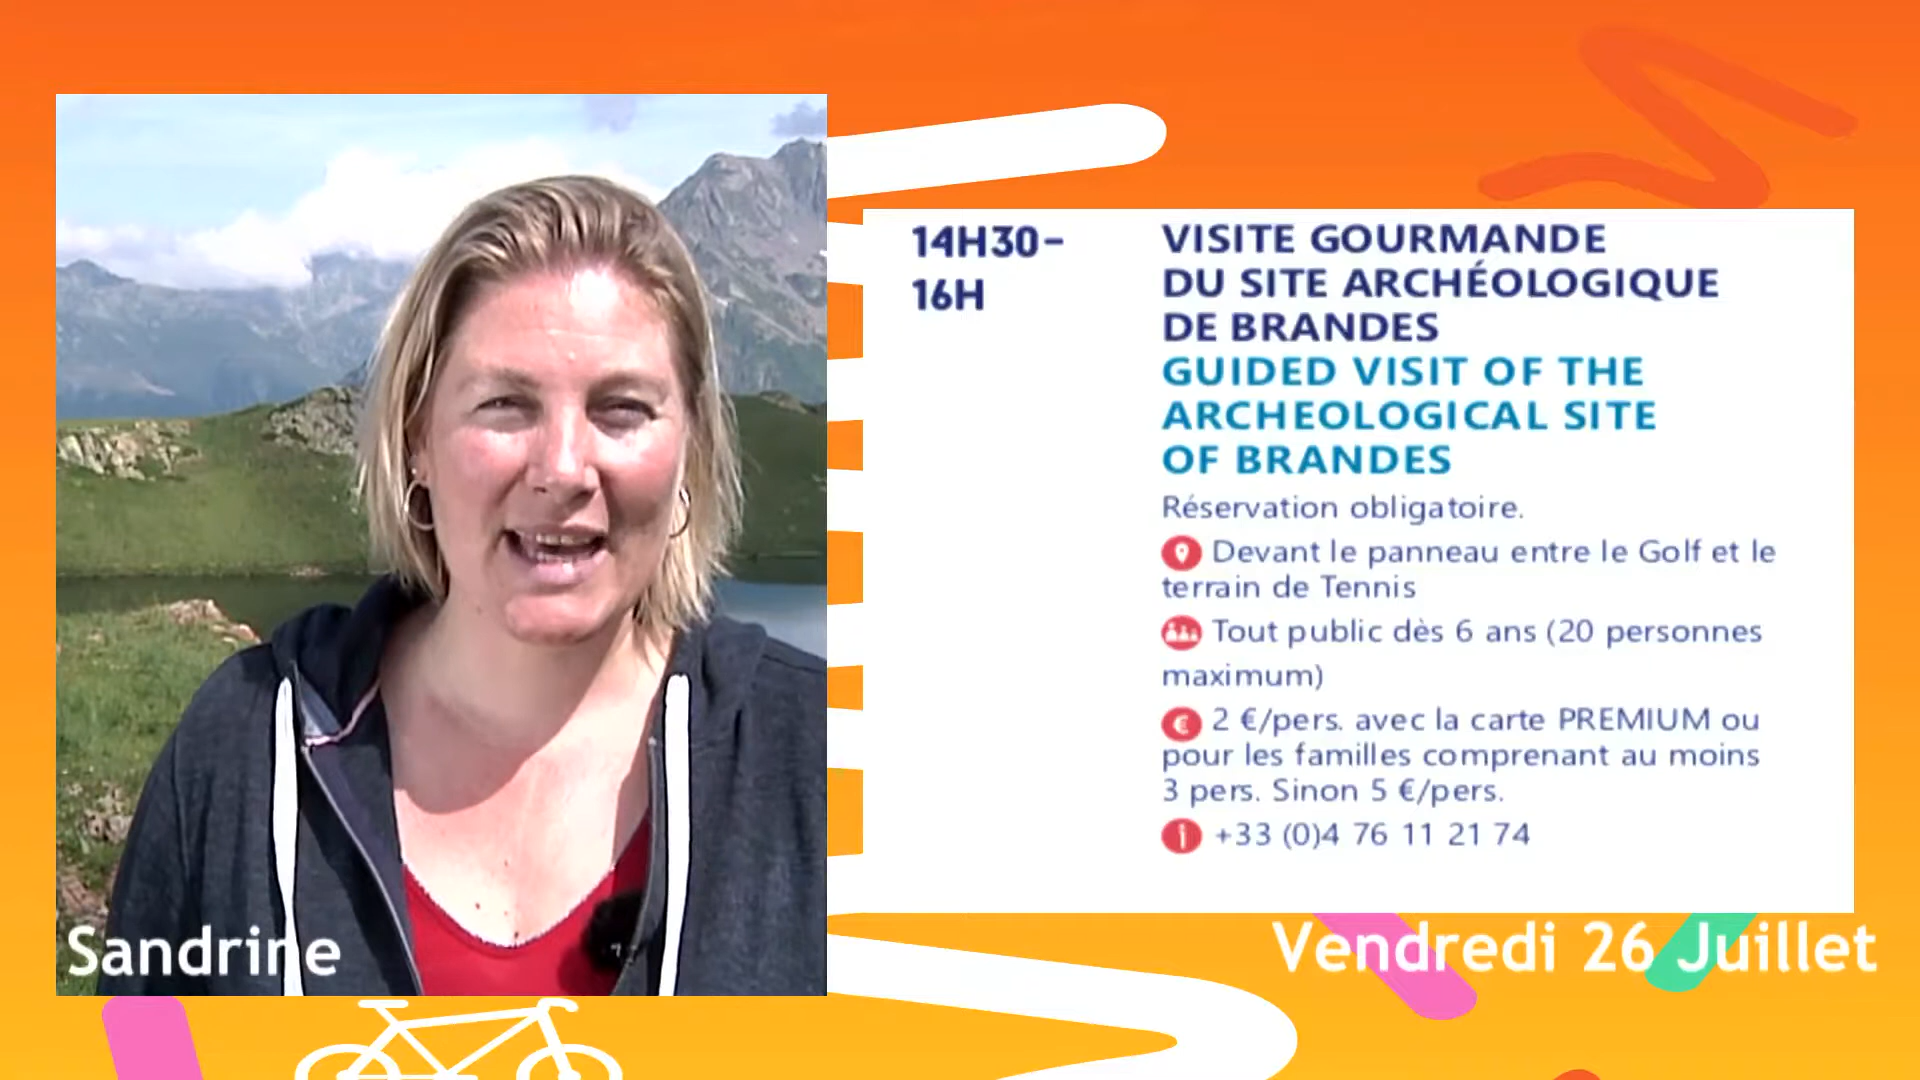 14H30-
16H
VISITE GOURMANDE
DU SITE ARCHÉOLOGIQUE
DE BRANDES
GUIDED VISIT OF THE
ARCHEOLOGICAL SITE
OF BRANDES
Réservation obligatoire.
Devant le panneau entre le Golf et le
terrain de Tennis
Tout public dès 6 ans (20 personnes
maximum)
2 €/pers. avec la carte PREMIUM ou
pour les familles comprenant au moins
3 pers. Sinon 5 €/pers.
+33 (0)4 76 11 21 74
Sandrine
Vendredi 26 Juillet